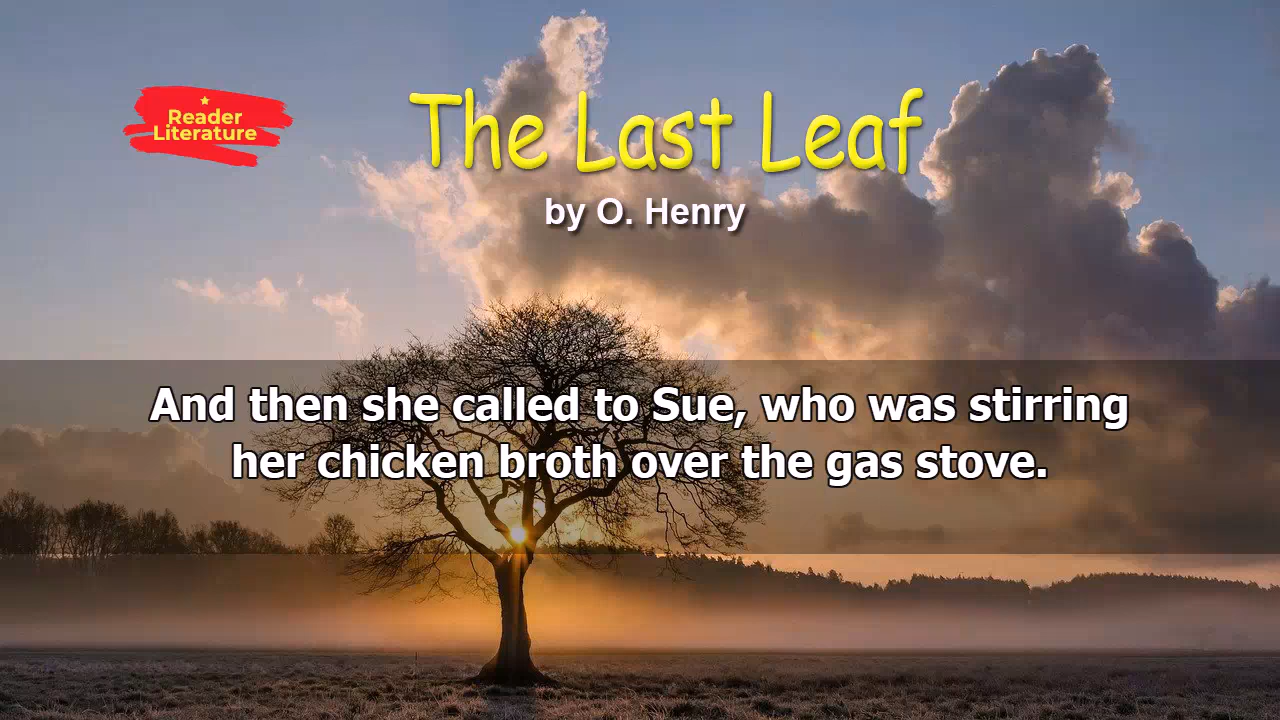 Reader
Literature
The Last Leaf
by O. Henry
And then she called to Sue, who was stirring
her chicken broth over the gas stove.